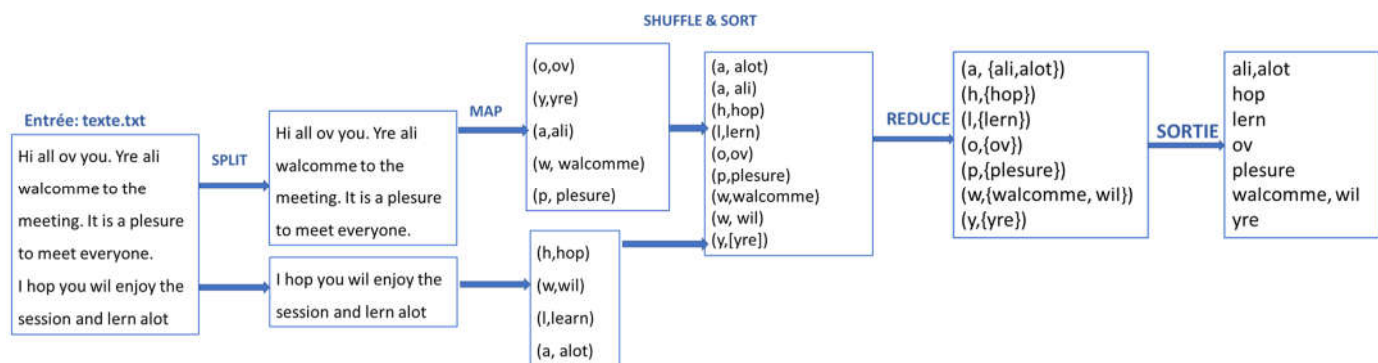 SHUFFLE & SORT
Entrée: texte.txt
Hi all ov you. Yre ali
walcomme to the
meeting. It is a plesure
to meet everyone.
I hop you wil enjoy the
session and lern alot
SPLIT
Hi all ov you. Yre ali
walcomme to the
meeting. It is a plesure
to meet everyone.
I hop you wil enjoy the
session and lern alot
MAP
(o,ov)
(y,yre)
(a,ali)
(w, walcomme)
(p, plesure)
(h,hop)
(w,wil)
(l,learn)
(a, alot)
(a, alot)
(a, ali)
(h,hop)
(l,lern)
(o,ov)
(p,plesure)
(w,walcomme)
(w, wil)
(y,[yre])
REDUCE
(a, {ali,alot})
(h,{hop})
(l,{lern})
(o,{ov})
(p,{plesure})
(w,{walcomme, wil})
(y,{yre})
SORTIE
ali,alot
hop
lern
ov
plesure
walcomme, wil
yre